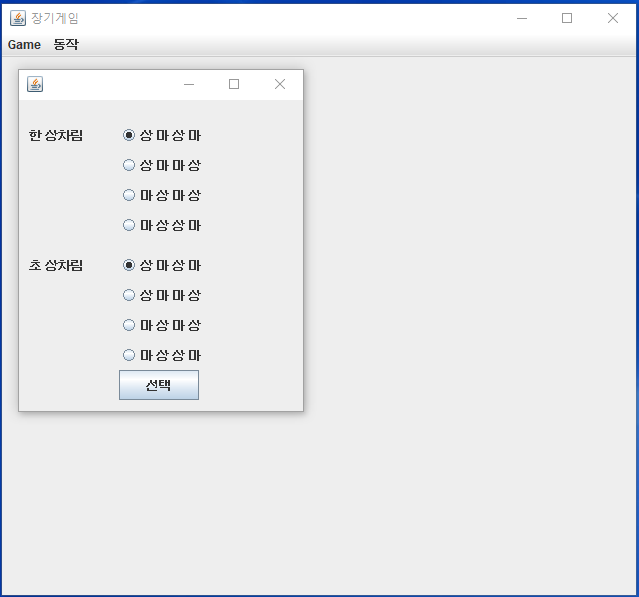 장기게임
Game 동작
한 상차림 상 마 상 마
상 마 마 상
마 상 마 상
마 상 상 마
초 상차림 상 마 상 마
상 마 마 상
마 상 마 상
마 상 상 마
선택